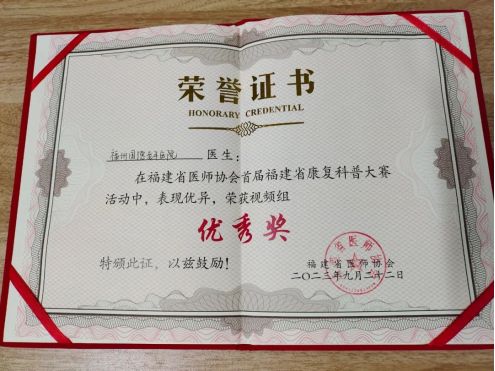 荣誉证书
HONORARY CREDENTIAL
福州国医老年医院 医生：
在福建省医师协会首届福建省康复科普大赛
活动中，表现优异，荣获视频组
优秀奖
特颁此证，以兹鼓励！
福建省医师协会
二〇二三年九月二十二日